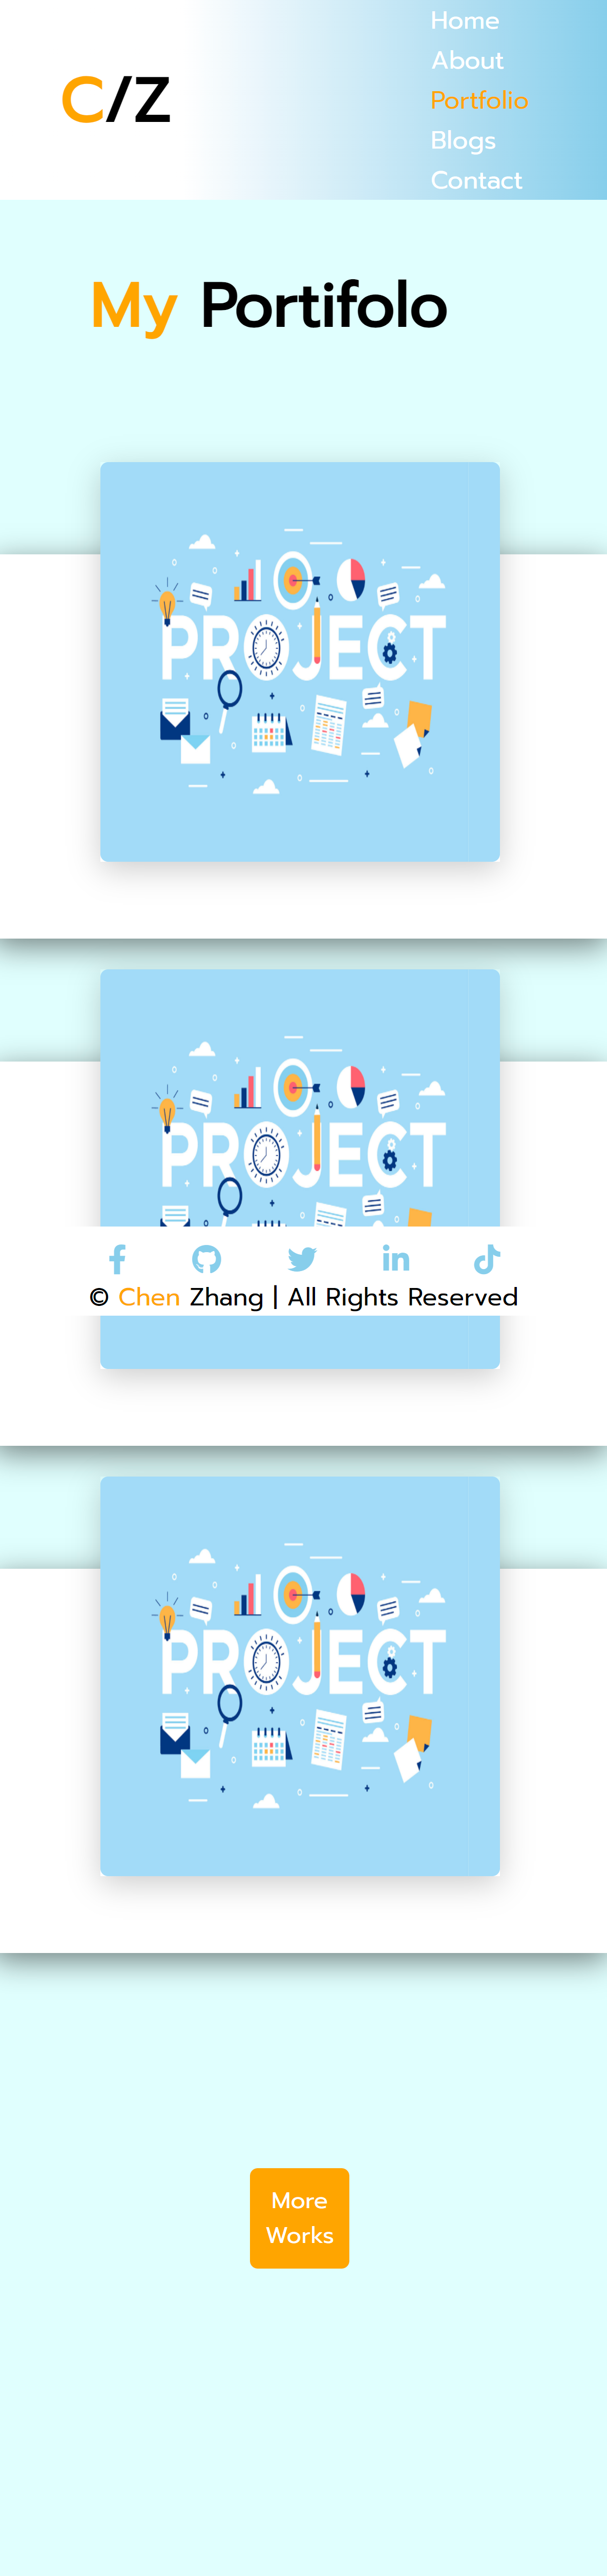 Home
About
C/Z
Portfolio
Blogs
Contact
My Portifolo
PROJECT
PROJECT
© Chen Zhang | All Rights Reserved
PROJECT
More
Works